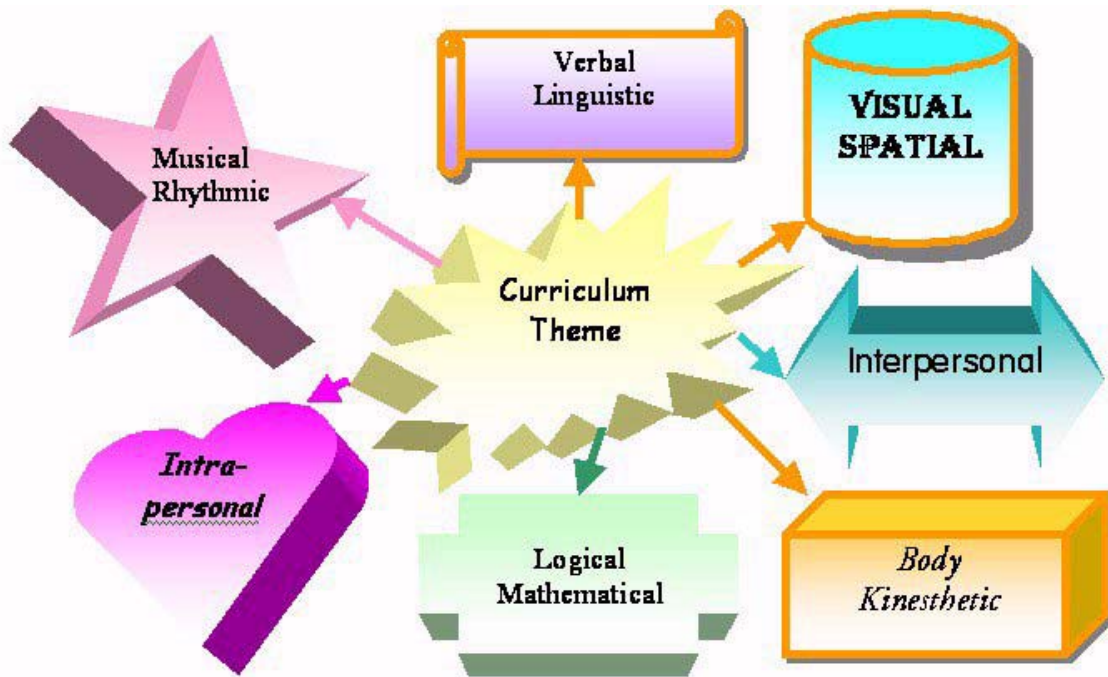 Verbal
Linguistic
VISUAL
SPATIAL
Musical
Rhythmic
Curriculum
Theme
Interpersonal
Intra-
personal
Logical
Mathematical
Body
Kinesthetic